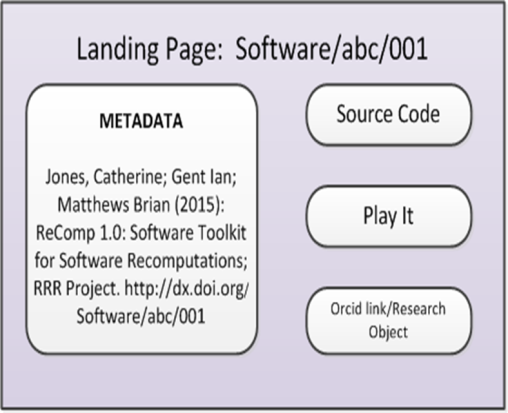 Landing Page: Software/abc/001
METADATA
Jones, Catherine; Gent Ian;
Matthews Brian (2015):
ReComp 1.0: Software Toolkit
for Software Recomputations;
RRR Project. http://dx.doi.org/
Software/abc/001
Source Code
Play It
Orcid link/Research
Object